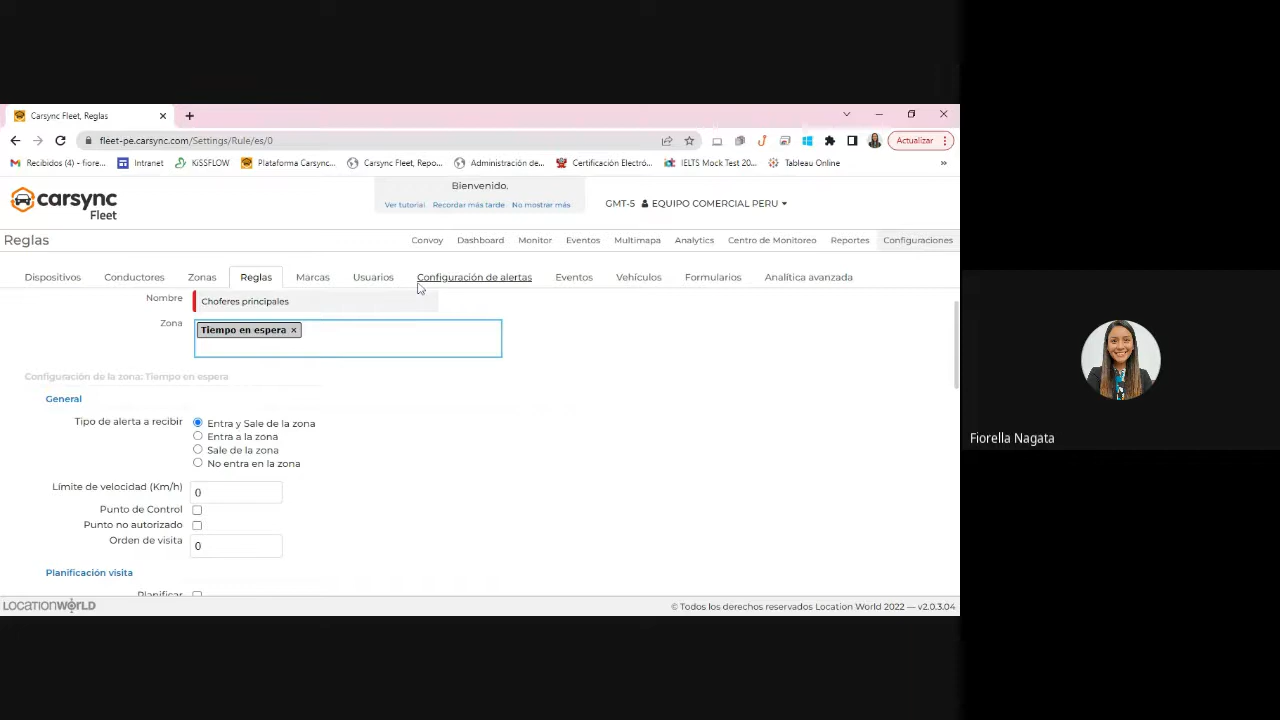 Carsync Fleet, Reglas
fleet-pe.carsync.com/Settings/Rule/es/0
Actualizar
Recibidos (4) - fiore...
Intranet
KiSSFLOW
Plataforma Carsync...
Carsync Fleet, Repo...
Administración de...
Certificación Electró...
IELTS Mock Test 20...
Tableau Online
»
carsync
Fleet
Bienvenido.
Ver tutorial Recordar más tarde No mostrar más
GMT-5 EQUIPO COMERCIAL PERU
Reglas
Convoy Dashboard Monitor Eventos Multimapa Analytics Centro de Monitoreo Reportes Configuraciones
Dispositivos Conductores Zonas Reglas Marcas Usuarios Configuración de alertas Eventos Vehículos Formularios Analítica avanzada
Nombre Choferes principales
Zona Tiempo en espera ×
Configuración de la zona: Tiempo en espera
General
Tipo de alerta a recibir Entra y Sale de la zona
Entra a la zona
Sale de la zona
No entra en la zona
Límite de velocidad (Km/h) 0
Punto de Control
Punto no autorizado
Orden de visita 0
Planificación visita
Planificar
LOCATIONWORLD
© Todos los derechos reservados Location World 2022 — v2.0.3.04
Fiorella Nagata